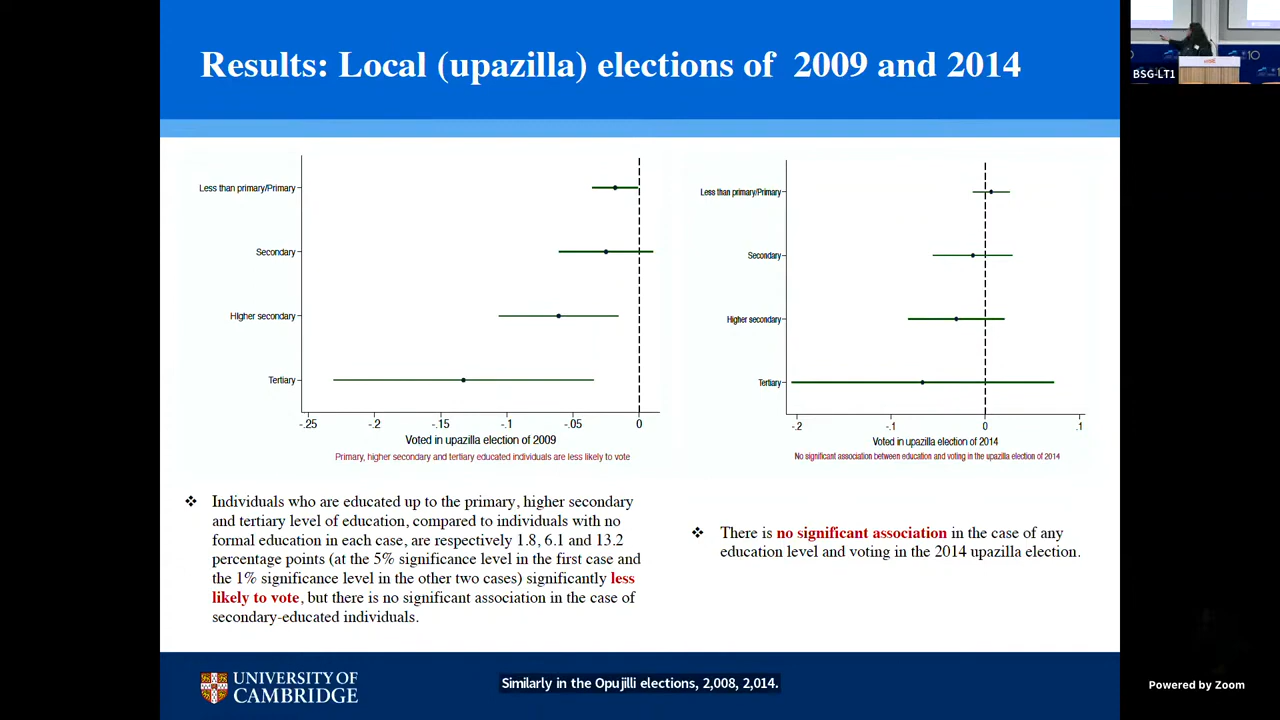 Results: Local (upazilla) elections of 2009 and 2014
BSG-LT1
Less than primary/Primary
Secondary
HIgher secondary
Tertiary
-.25
-.2
-.15
-.1
-.05
0
Voted in upazilla election of 2009
Primary, higher secondary and tertiary educated individuals are less likely to vote
Less than primary/Primary
Secondary
Higher secondary
Tertiary
-.2
-.1
0
.1
Voted in upazilla election of 2014
No significant association between education and voting in the upazilla election of 2014
❖ Individuals who are educated up to the primary, higher secondary
and tertiary level of education, compared to individuals with no
formal education in each case, are respectively 1.8, 6.1 and 13.2
percentage points (at the 5% significance level in the first case and
the 1% significance level in the other two cases) significantly less
likely to vote, but there is no significant association in the case of
secondary-educated individuals.
❖ There is no significant association in the case of any
education level and voting in the 2014 upazilla election.
UNIVERSITY OF
CAMBRIDGE
Similarly in the Opujilli elections, 2,008, 2,014.
Powered by Zoom